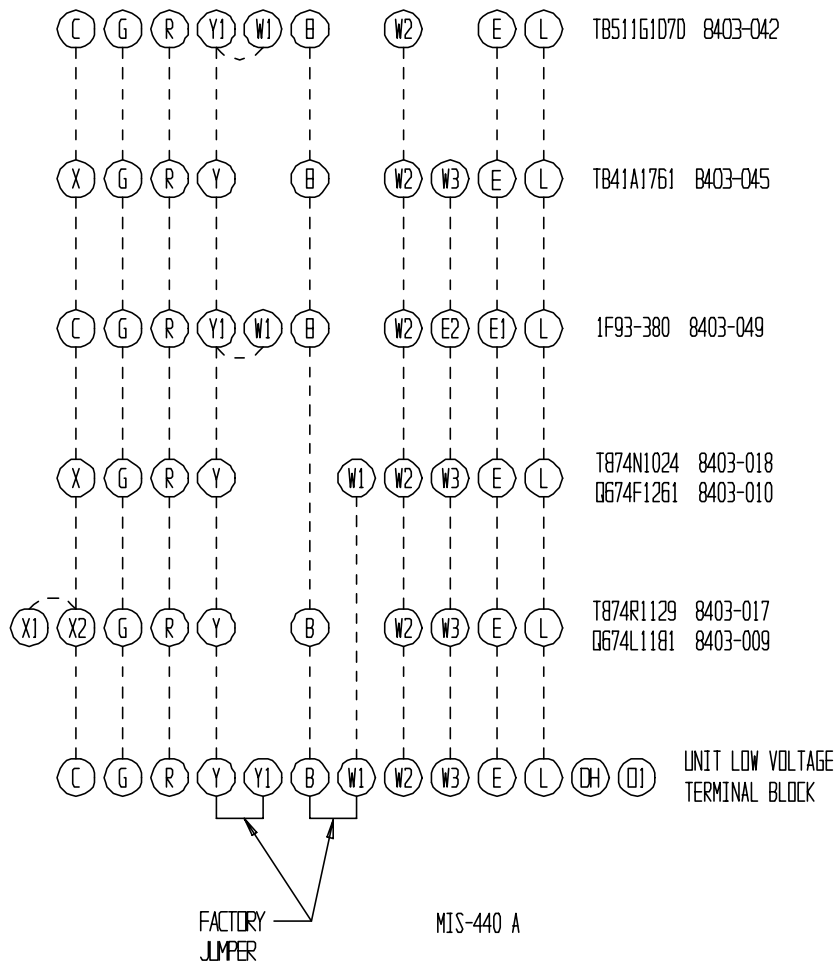 C G R Y1 W1 B W2 E L TB511G1070 8403-042
X G R Y B W2 W3 E L TB41A1761 8403-045
C G R Y1 W1 B W2 E2 E1 L 1F93-380 8403-049
X G R Y W1 W2 W3 E L T874N1024 8403-018
Q674F1261 8403-010
X1 X2 G R Y B W2 W3 E L T874R1129 8403-017
Q674L1181 8403-009
C G R Y Y1 B W1 W2 W3 E L OH O1 UNIT LOW VOLTAGE
TERMINAL BLOCK
FACTORY
JUMPER
MIS-440 A